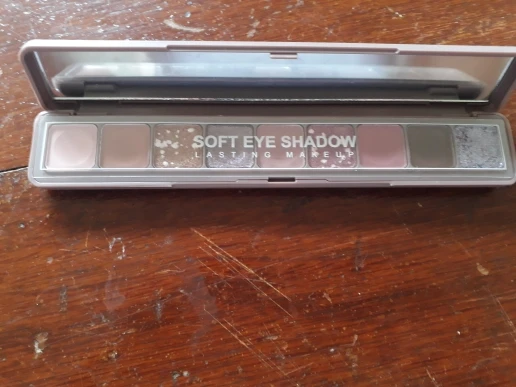 SOFT EYE SHADOW
LASTING MAKEUP